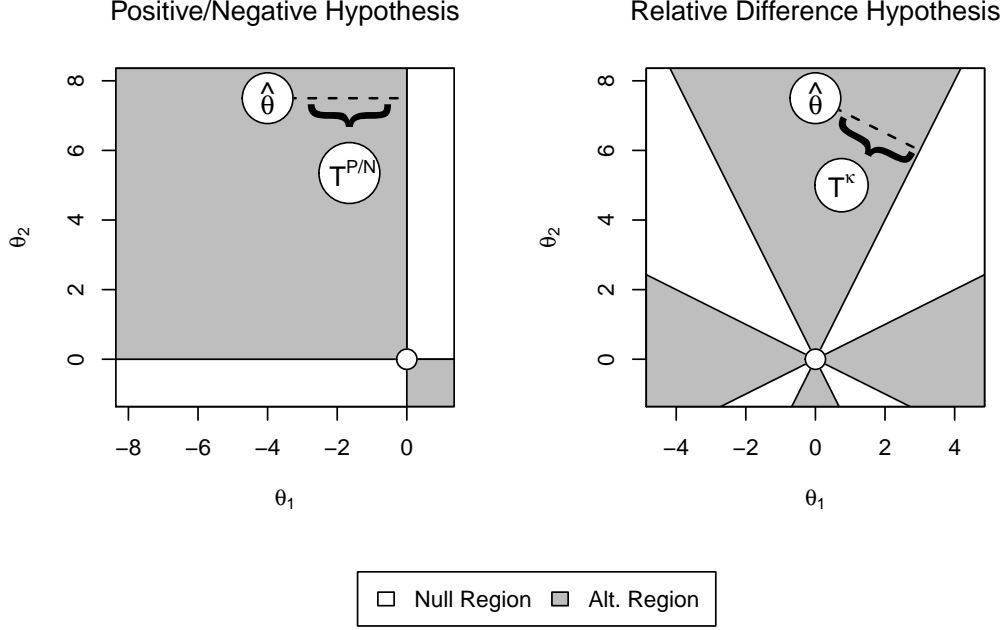 Positive/Negative Hypothesis
8
6
4
2
0
θ̂
T^P/N
θ₂
−8 −6 −4 −2 0
θ₁
Relative Difference Hypothesis
8
6
4
2
0
θ̂
T^κ
θ₂
−4 −2 0 2 4
θ₁
Null Region Alt. Region